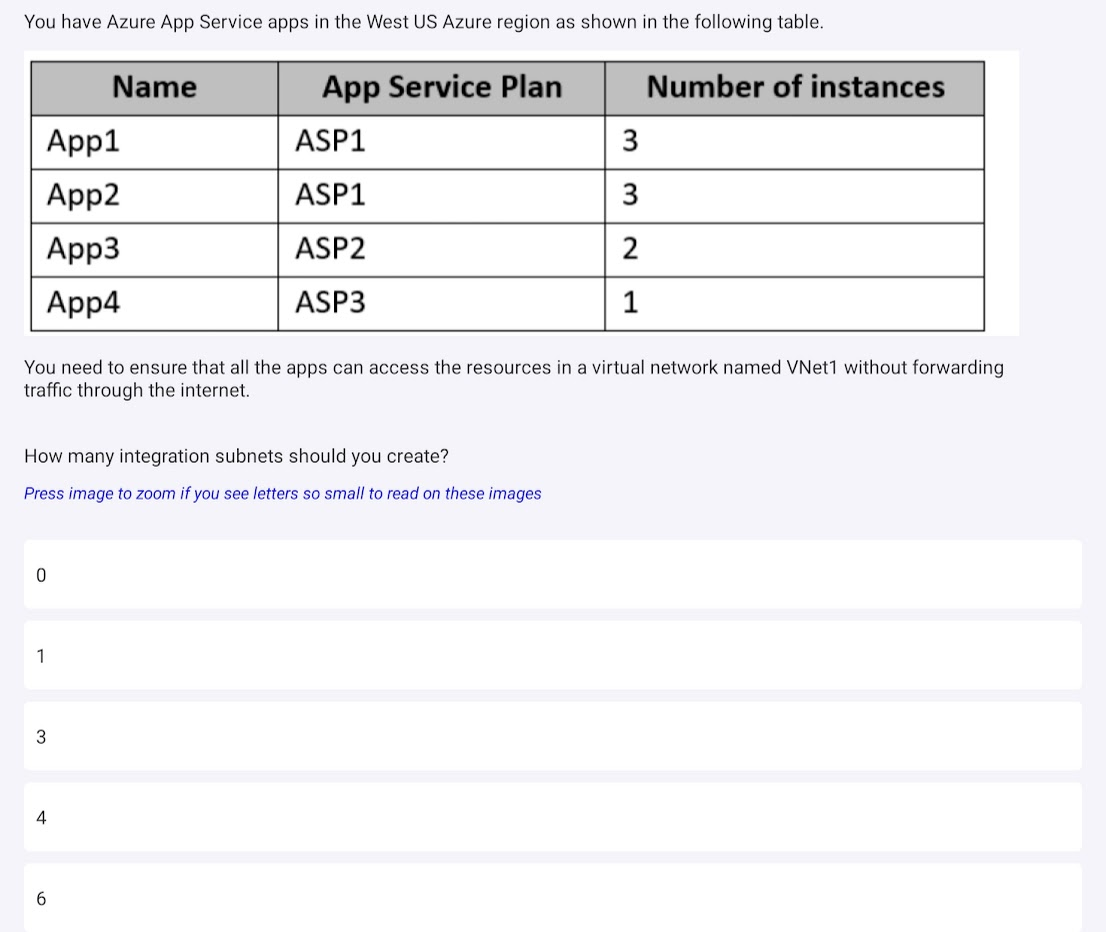 You have Azure App Service apps in the West US Azure region as shown in the following table.
Name App Service Plan Number of instances
App1 ASP1 3
App2 ASP1 3
App3 ASP2 2
App4 ASP3 1
You need to ensure that all the apps can access the resources in a virtual network named VNet1 without forwarding
traffic through the internet.
How many integration subnets should you create?
Press image to zoom if you see letters so small to read on these images
0
1
3
4
6